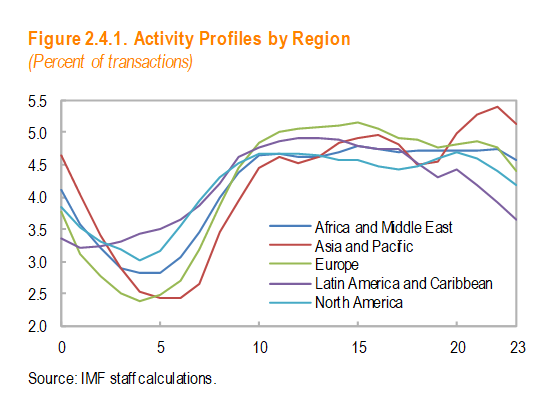 Figure 2.4.1. Activity Profiles by Region
(Percent of transactions)
5.5
5.0
4.5
4.0
3.5
3.0
2.5
2.0
Africa and Middle East
Asia and Pacific
Europe
Latin America and Caribbean
North America
0 5 10 15 20 23
Source: IMF staff calculations.